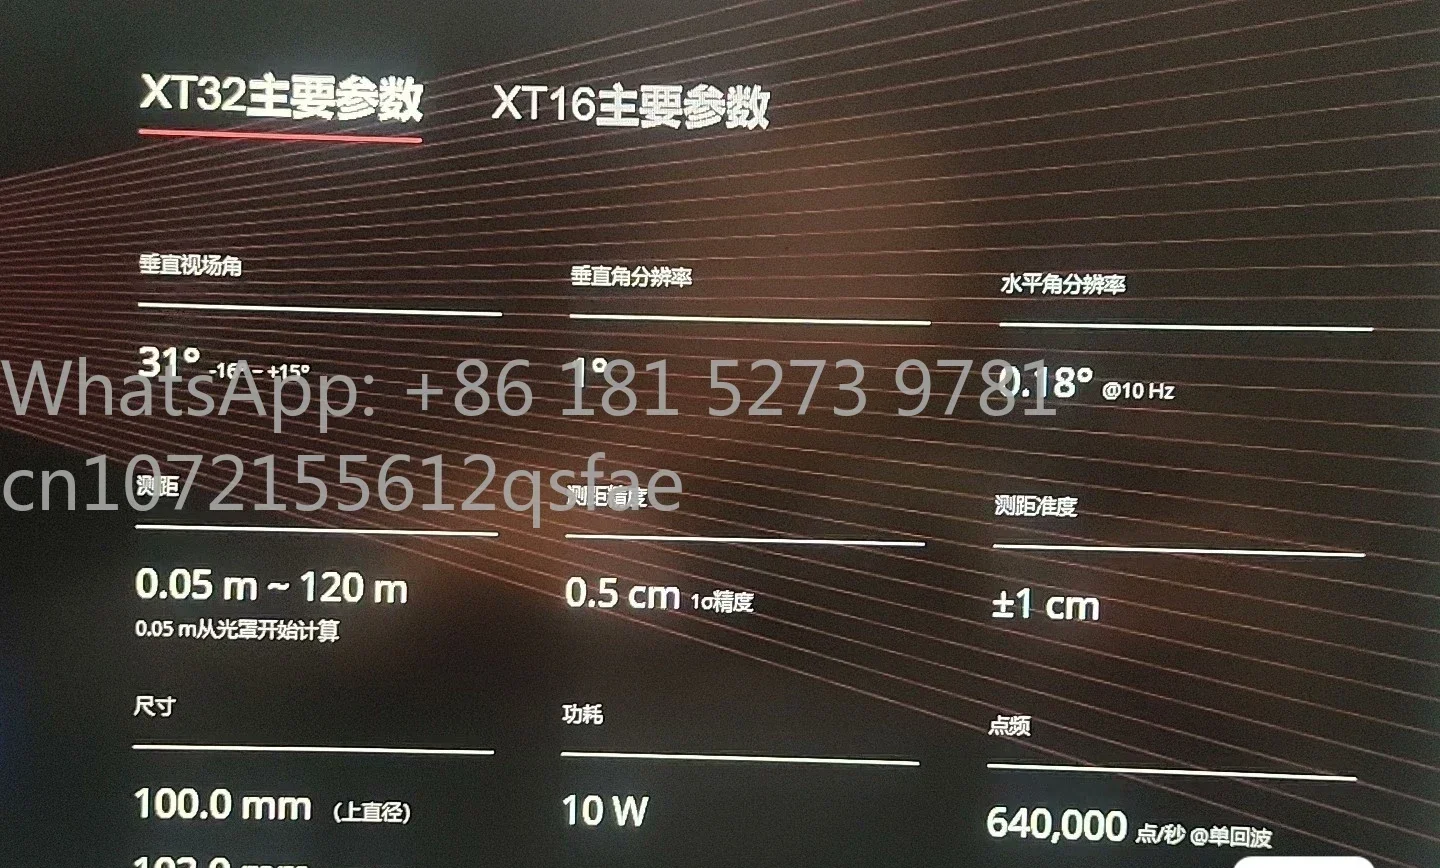 XT32主要参数 XT16主要参数
垂直视场角 垂直角分辨率 水平角分辨率
31° -16° ~ +15° 1° 0.18° @10 Hz
WhatsApp: +86 181 5273 9781
cn1072155612qsfae
测距 测距精度 测距准度
0.05 m ~ 120 m 0.5 cm 1σ精度 ±1 cm
0.05 m从光罩开始计算
尺寸 功耗 点频
100.0 mm （上直径） 10 W 640,000 点/秒 @单回波